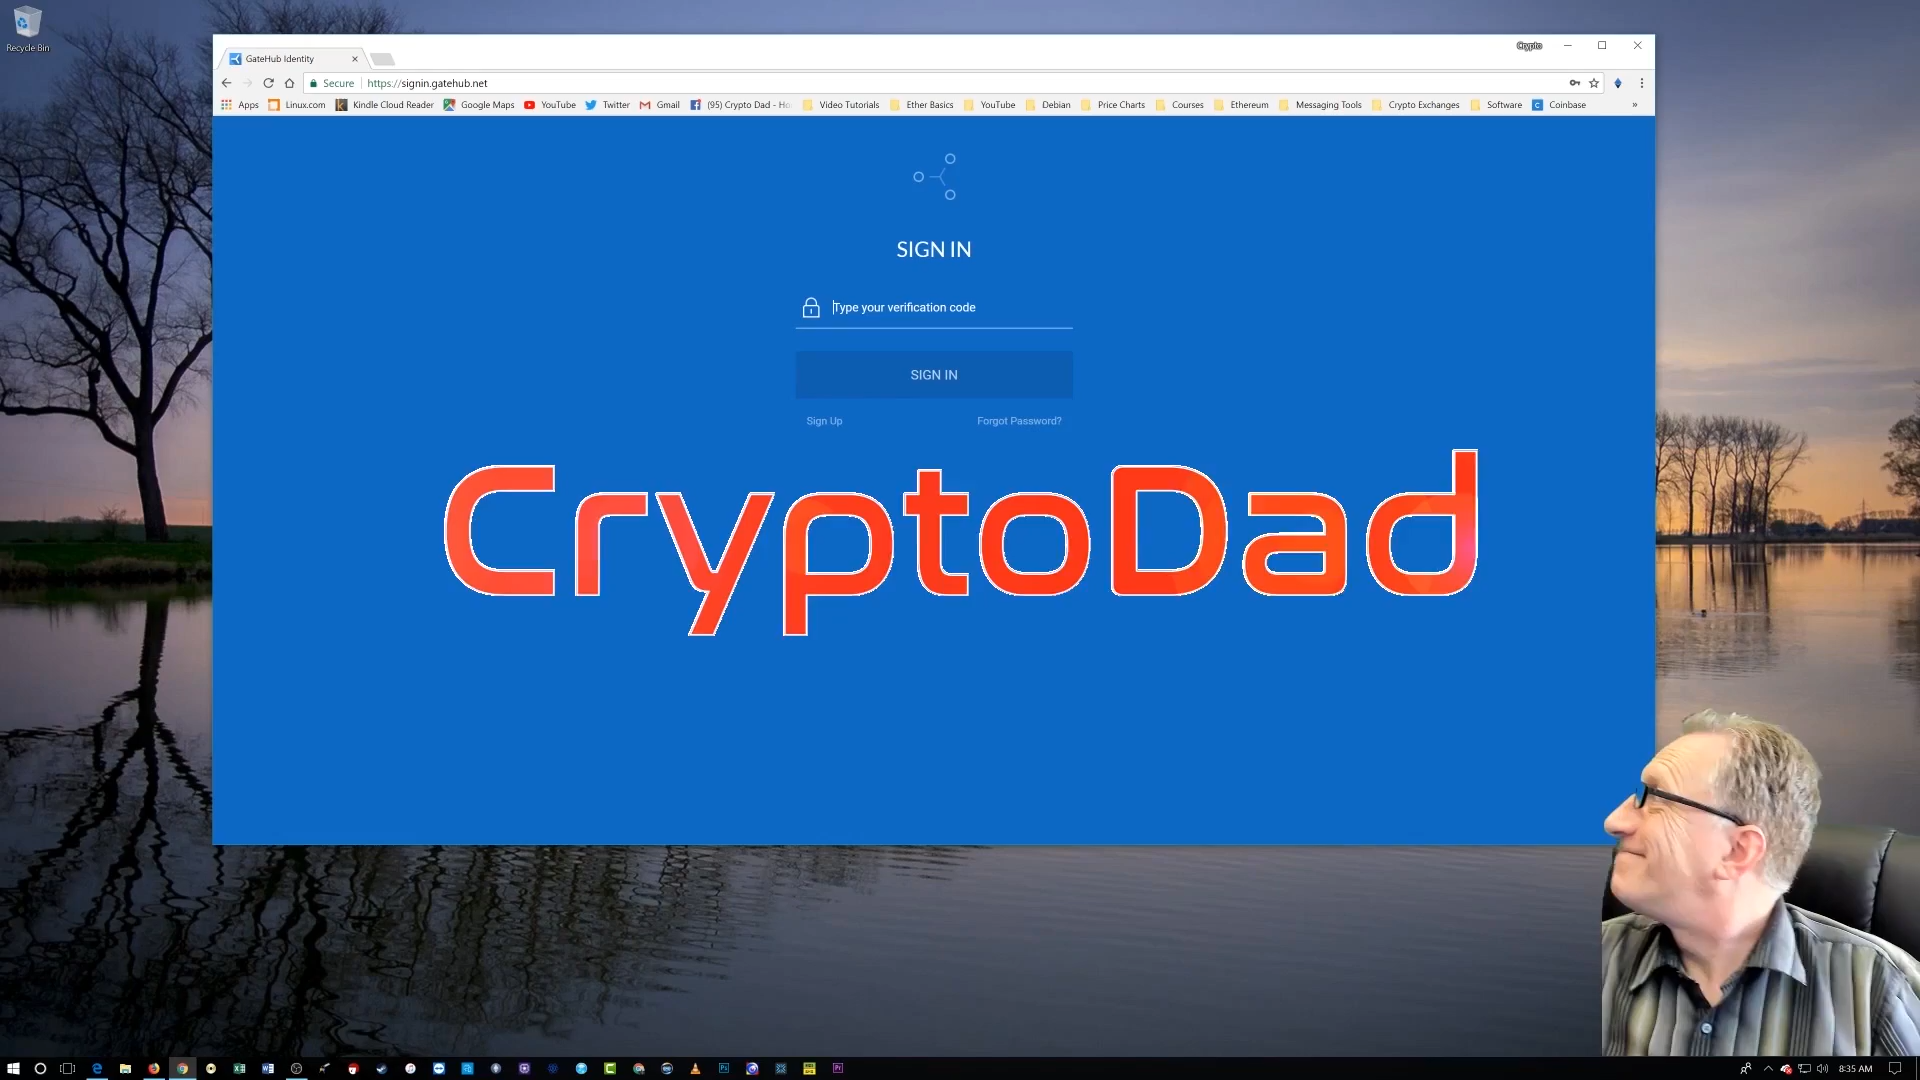 Recycle Bin
Crypto
GateHub Identity
Secure https://signin.gatehub.net
Apps Linux.com Kindle Cloud Reader Google Maps YouTube Twitter Gmail (95) Crypto Dad - Ho Video Tutorials Ether Basics YouTube Debian Price Charts Courses Ethereum Messaging Tools Crypto Exchanges Software Coinbase »
SIGN IN
Type your verification code
SIGN IN
Sign Up Forgot Password?
CryptoDad
8:35 AM